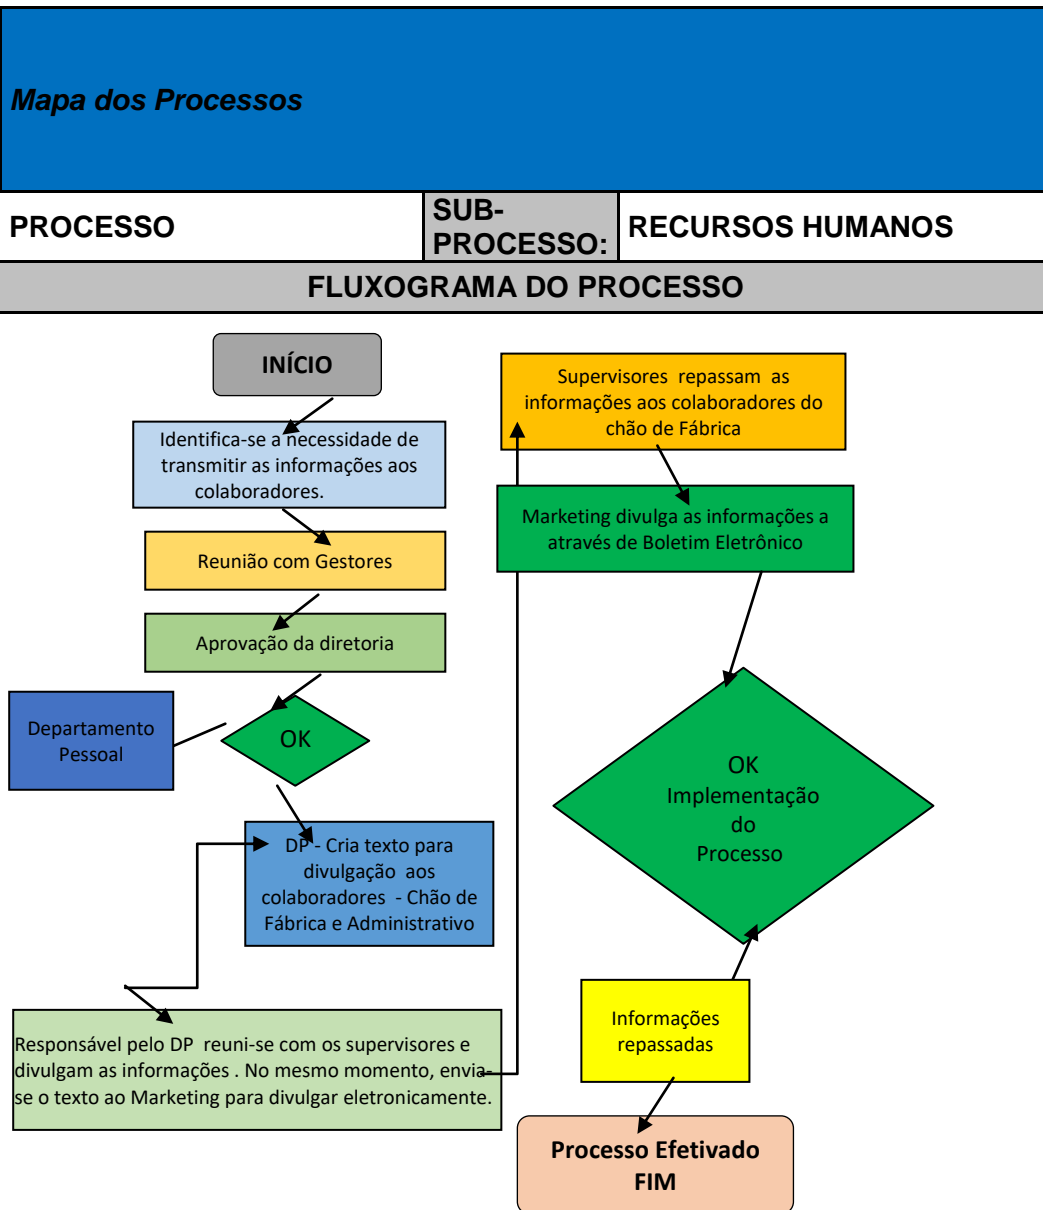 Mapa dos Processos
PROCESSO
SUB-
PROCESSO:
RECURSOS HUMANOS
FLUXOGRAMA DO PROCESSO
INÍCIO
Identifica-se a necessidade de
transmitir as informações aos
colaboradores.
Reunião com Gestores
Aprovação da diretoria
Departamento
Pessoal
OK
DP - Cria texto para
divulgação aos
colaboradores - Chão de
Fábrica e Administrativo
Responsável pelo DP reuni-se com os supervisores e
divulgam as informações . No mesmo momento, envia-
se o texto ao Marketing para divulgar eletronicamente.
Supervisores repassam as
informações aos colaboradores do
chão de Fábrica
Marketing divulga as informações a
através de Boletim Eletrônico
OK
Implementação
do
Processo
Informações
repassadas
Processo Efetivado
FIM